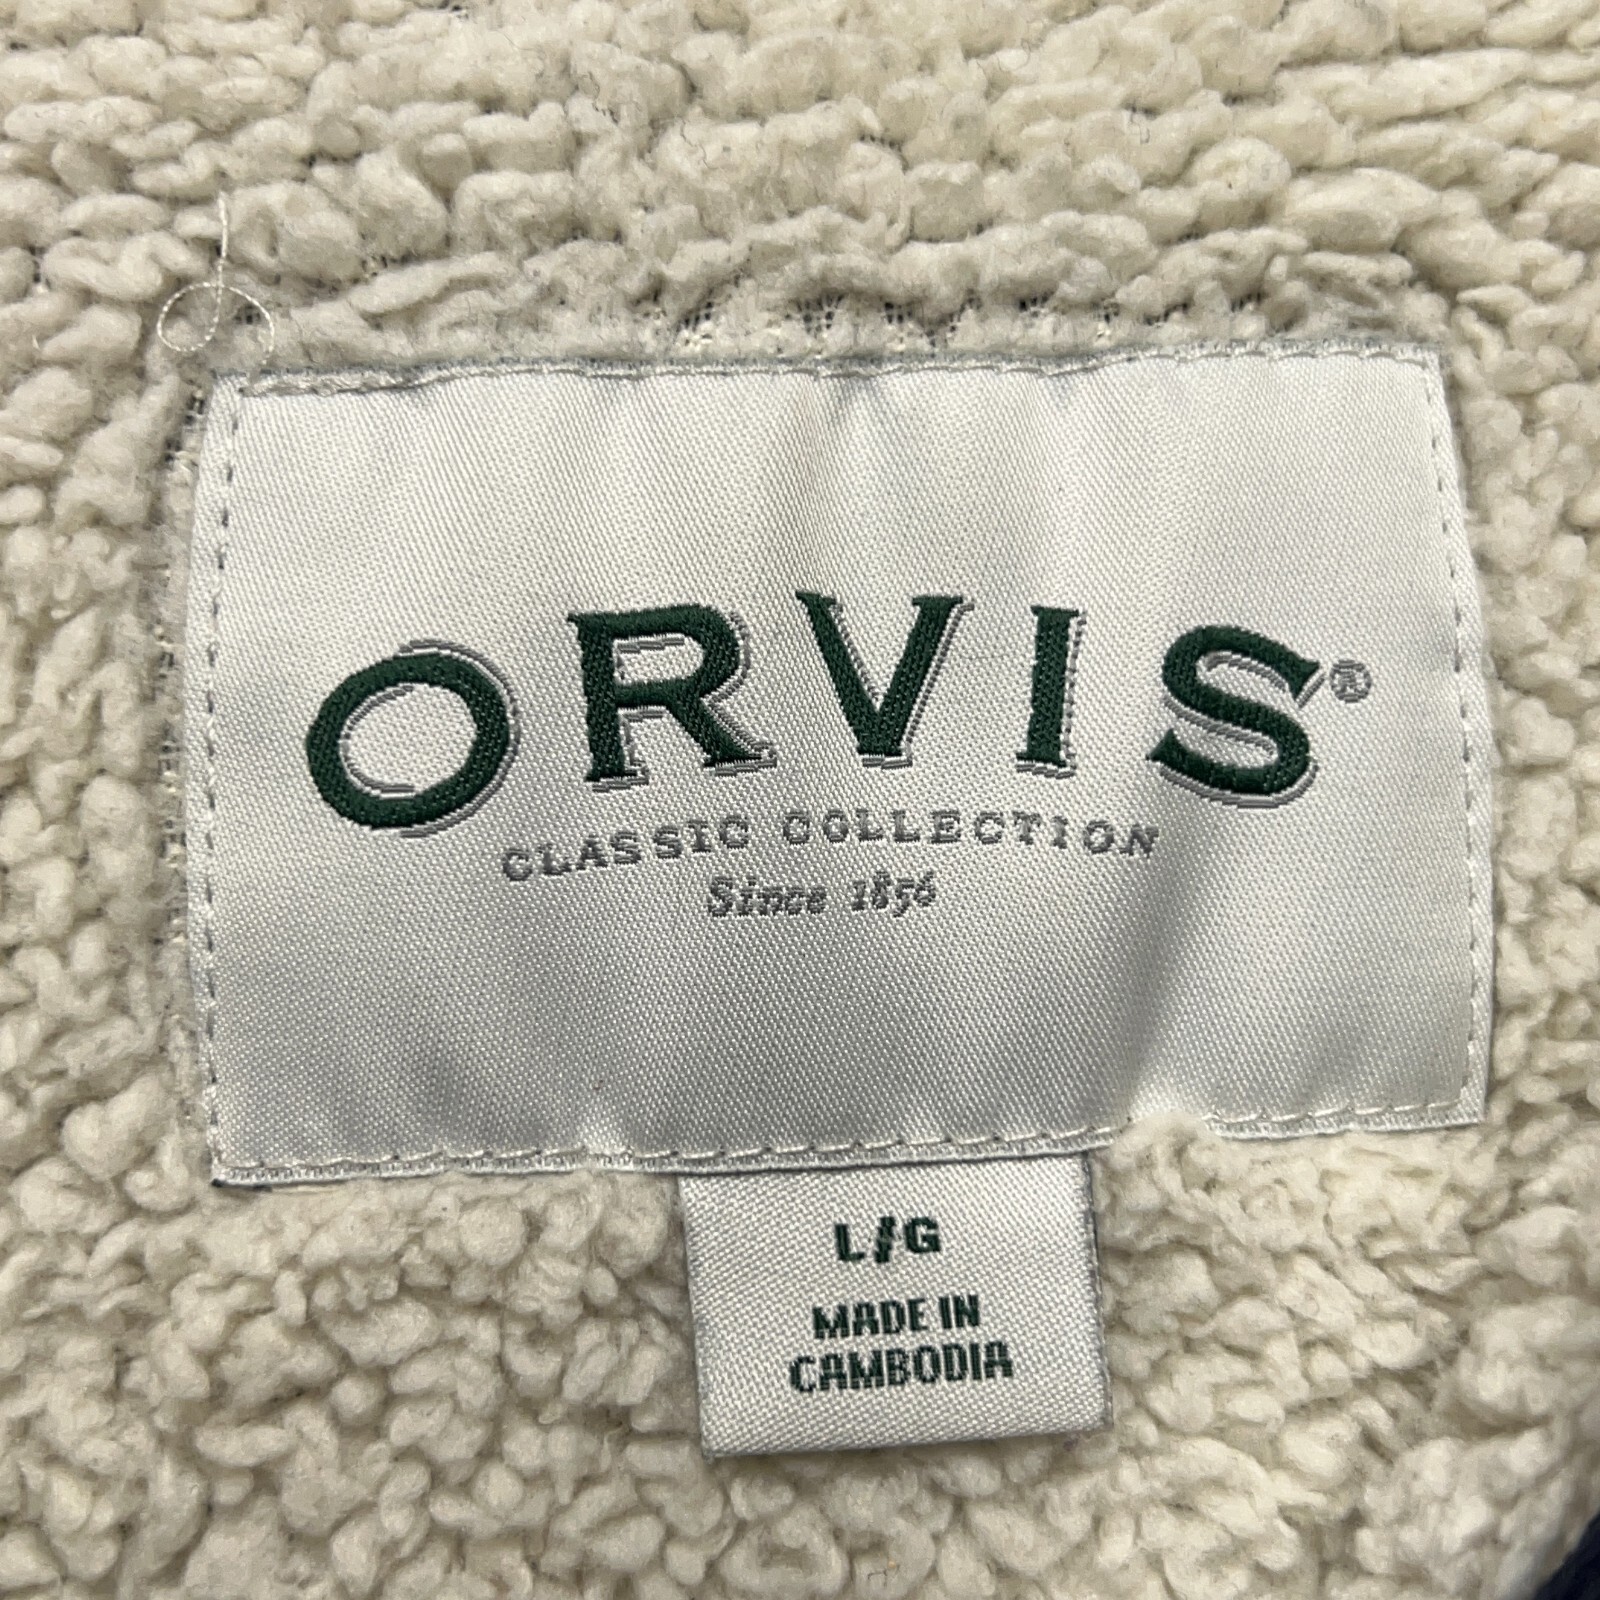 ORVIS®
CLASSIC COLLECTION
Since 1856
L/G
MADE IN
CAMBODIA